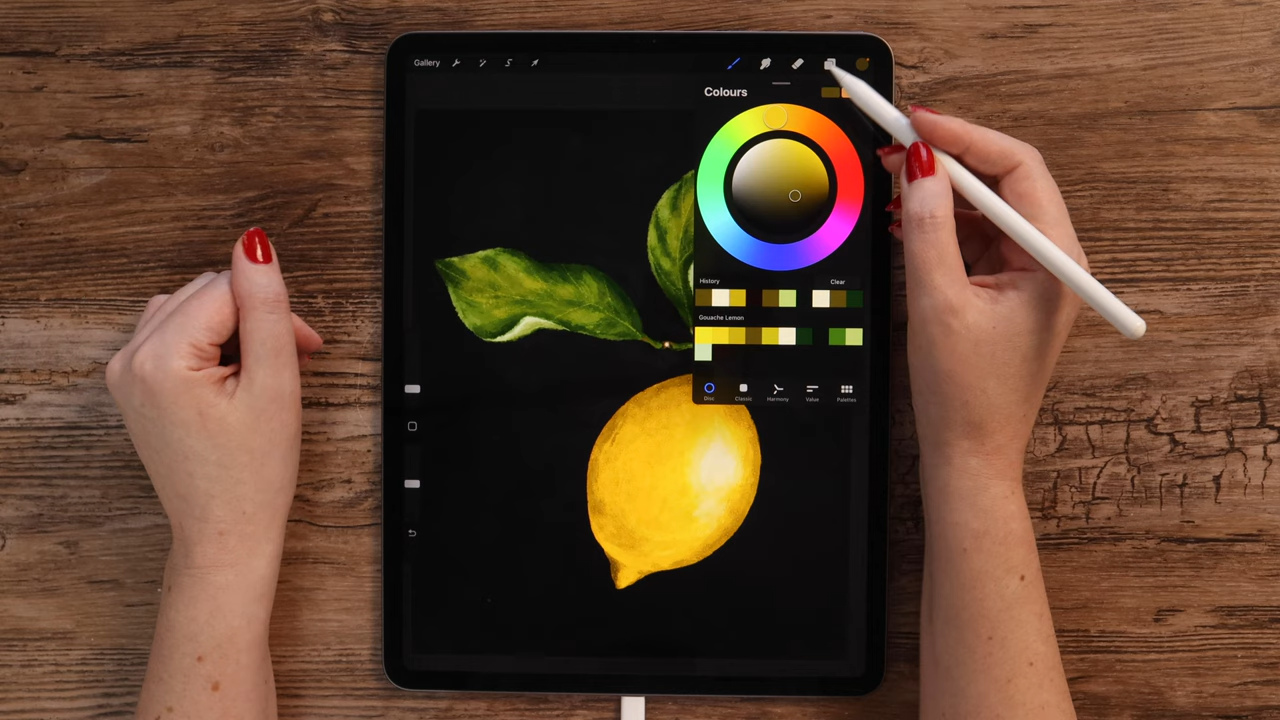 Gallery
Colours
History Clear
Gouache Lemon
Disc Classic Harmony Value Palettes